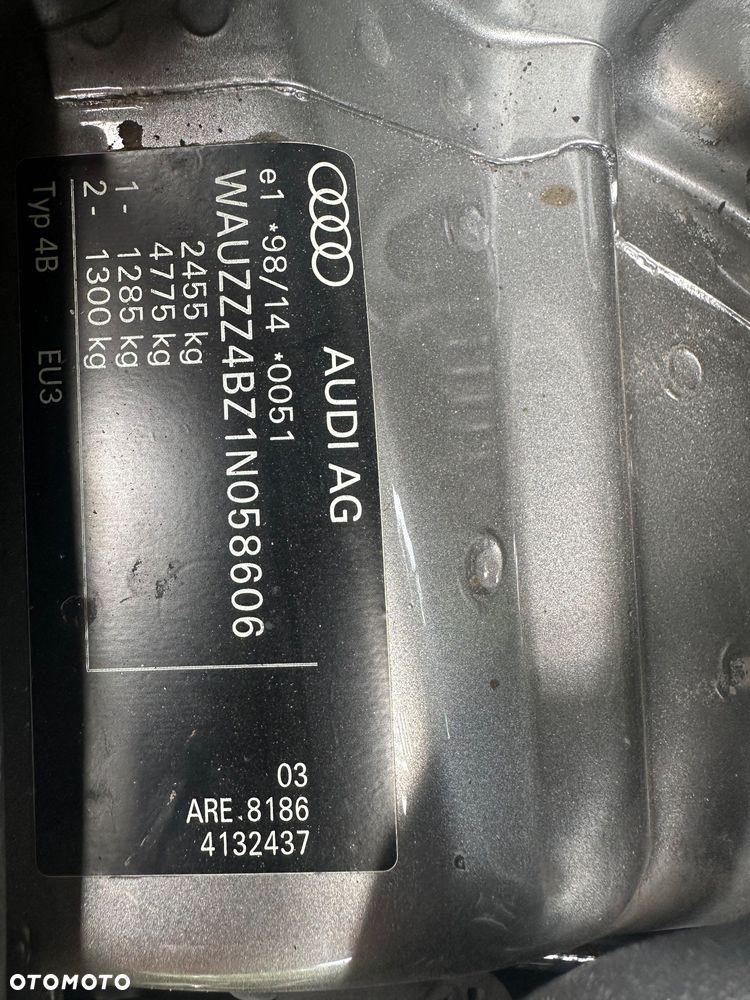 AUDI AG
e1 *98/14 *0051
WAUZZZ4BZ1N058606
2455 kg
4775 kg
1 - 1285 kg
2 - 1300 kg
Typ 4B EU3
03
ARE.8186
4132437
OTOMOTO